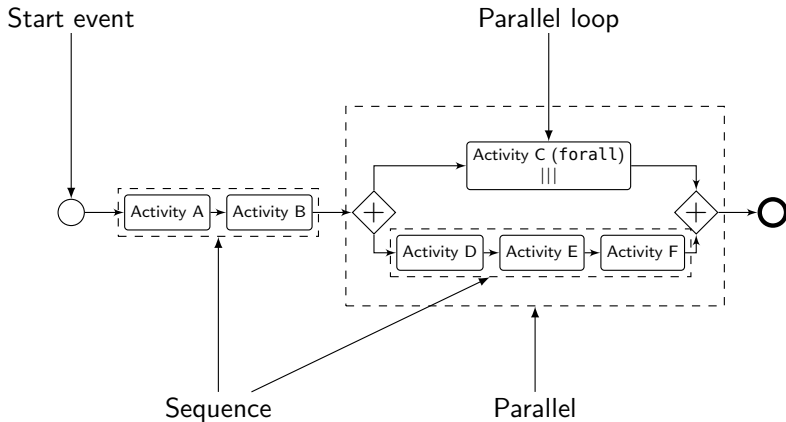 Start event
Parallel loop
Activity C (forall)
Activity A
Activity B
Activity D
Activity E
Activity F
Sequence
Parallel